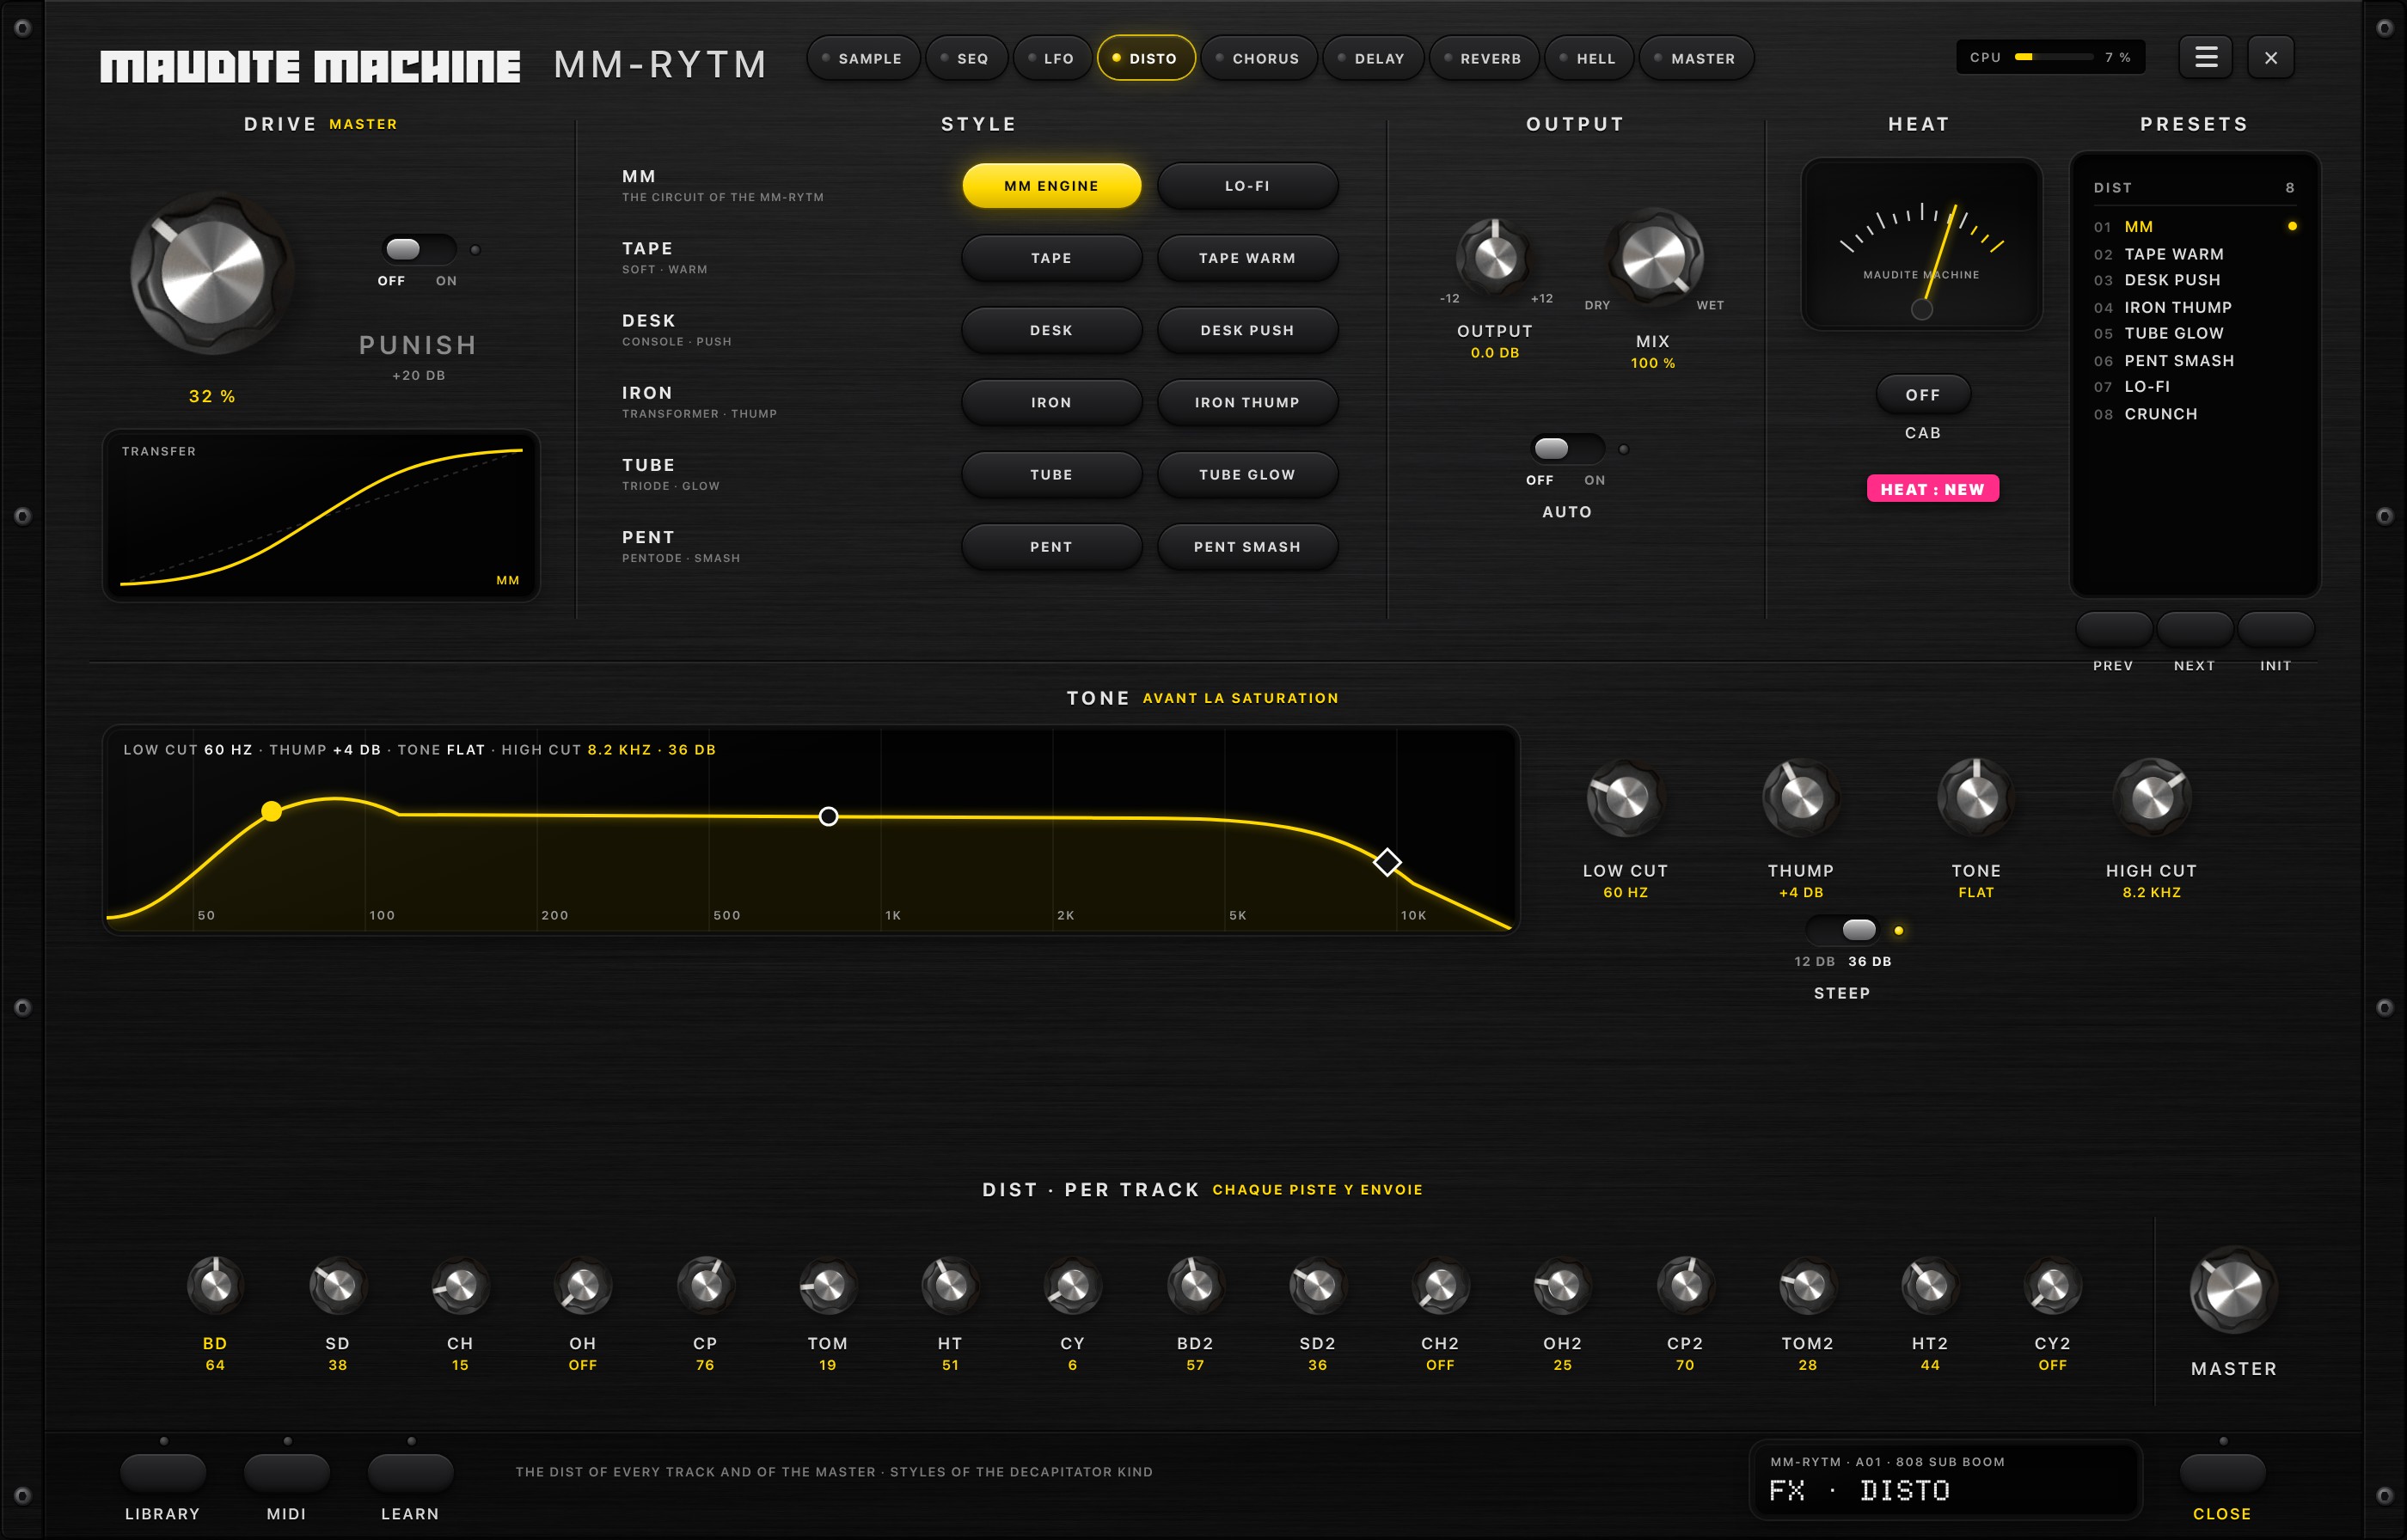 MAUDITE MACHINE MM-RYTM
SAMPLE SEQ LFO DISTO CHORUS DELAY REVERB HELL MASTER
CPU 7 %
DRIVE MASTER
32 %
OFF ON
PUNISH
+20 DB
TRANSFER
MM
STYLE
MM
THE CIRCUIT OF THE MM-RYTM
MM ENGINE LO-FI
TAPE
SOFT · WARM
TAPE TAPE WARM
DESK
CONSOLE · PUSH
DESK DESK PUSH
IRON
TRANSFORMER · THUMP
IRON IRON THUMP
TUBE
TRIODE · GLOW
TUBE TUBE GLOW
PENT
PENTODE · SMASH
PENT PENT SMASH
OUTPUT
-12 +12
OUTPUT
0.0 DB
DRY WET
MIX
100 %
OFF ON
AUTO
HEAT
MAUDITE MACHINE
OFF
CAB
HEAT : NEW
PRESETS
DIST 8
01 MM
02 TAPE WARM
03 DESK PUSH
04 IRON THUMP
05 TUBE GLOW
06 PENT SMASH
07 LO-FI
08 CRUNCH
PREV NEXT INIT
TONE AVANT LA SATURATION
LOW CUT 60 HZ · THUMP +4 DB · TONE FLAT · HIGH CUT 8.2 KHZ · 36 DB
50 100 200 500 1K 2K 5K 10K
LOW CUT THUMP TONE HIGH CUT
60 HZ +4 DB FLAT 8.2 KHZ
12 DB 36 DB
STEEP
DIST · PER TRACK CHAQUE PISTE Y ENVOIE
BD SD CH OH CP TOM HT CY BD2 SD2 CH2 OH2 CP2 TOM2 HT2 CY2
64 38 15 OFF 76 19 51 6 57 36 OFF 25 70 28 44 OFF
MASTER
LIBRARY MIDI LEARN
THE DIST OF EVERY TRACK AND OF THE MASTER · STYLES OF THE DECAPITATOR KIND
MM-RYTM · A01 · 808 SUB BOOM
FX · DISTO
CLOSE